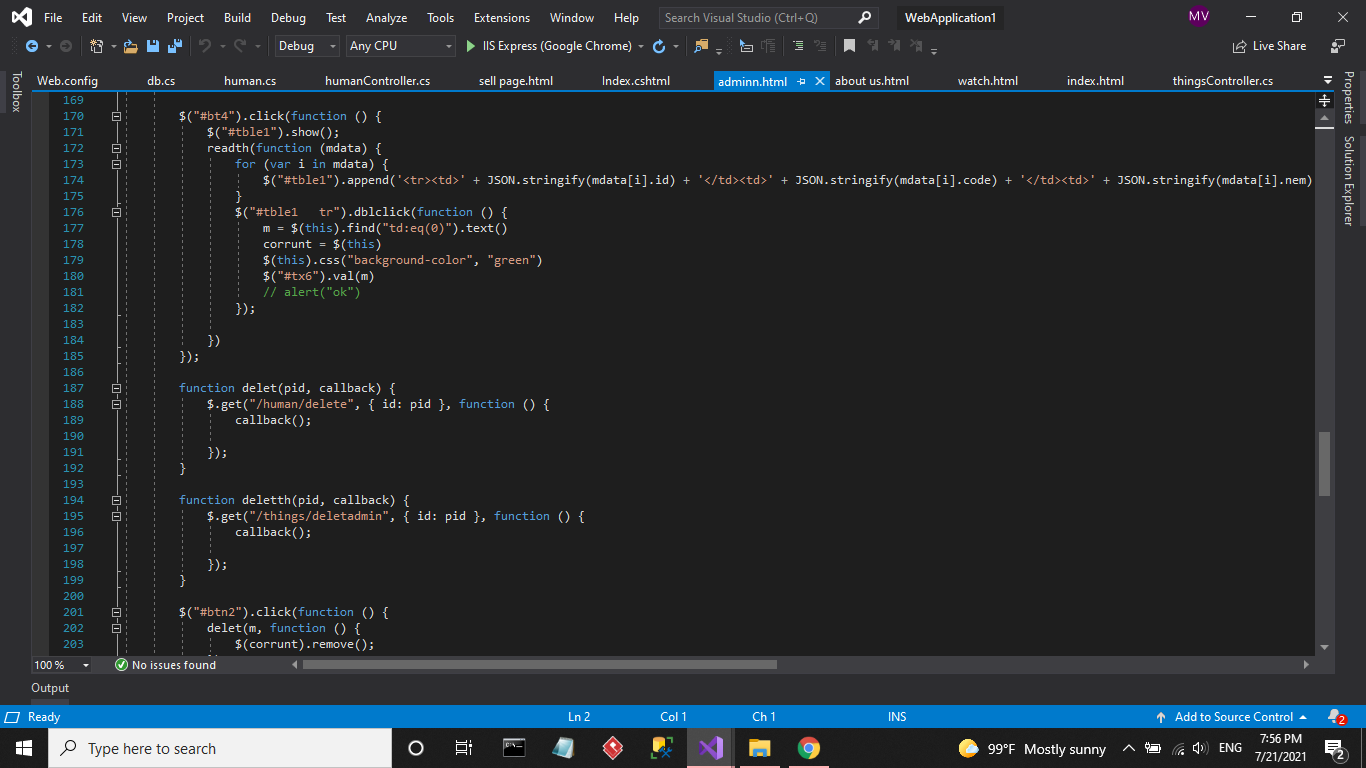 File Edit View Project Build Debug Test Analyze Tools Extensions Window Help Search Visual Studio (Ctrl+Q) WebApplication1 MV
Debug Any CPU IIS Express (Google Chrome) Live Share
Toolbox
Web.config db.cs human.cs humanController.cs sell page.html Index.cshtml adminn.html about us.html watch.html index.html thingsController.cs
Properties
Solution Explorer
169
170 $("#bt4").click(function () {
171 $("#tble1").show();
172 readth(function (mdata) {
173 for (var i in mdata) {
174 $("#tble1").append('<tr><td>' + JSON.stringify(mdata[i].id) + '</td><td>' + JSON.stringify(mdata[i].code) + '</td><td>' + JSON.stringify(mdata[i].nem)
175 }
176 $("#tble1   tr").dblclick(function () {
177 m = $(this).find("td:eq(0)").text()
178 corrunt = $(this)
179 $(this).css("background-color", "green")
180 $("#tx6").val(m)
181 // alert("ok")
182 });
183
184 })
185 });
186
187 function delet(pid, callback) {
188 $.get("/human/delete", { id: pid }, function () {
189 callback();
190
191 });
192 }
193
194 function deletth(pid, callback) {
195 $.get("/things/deletadmin", { id: pid }, function () {
196 callback();
197
198 });
199 }
200
201 $("#btn2").click(function () {
202 delet(m, function () {
203 $(corrunt).remove();
100 % No issues found
Output
Ready Ln 2 Col 1 Ch 1 INS Add to Source Control 2
Type here to search 99°F Mostly sunny ENG 7:56 PM
7/21/2021 2